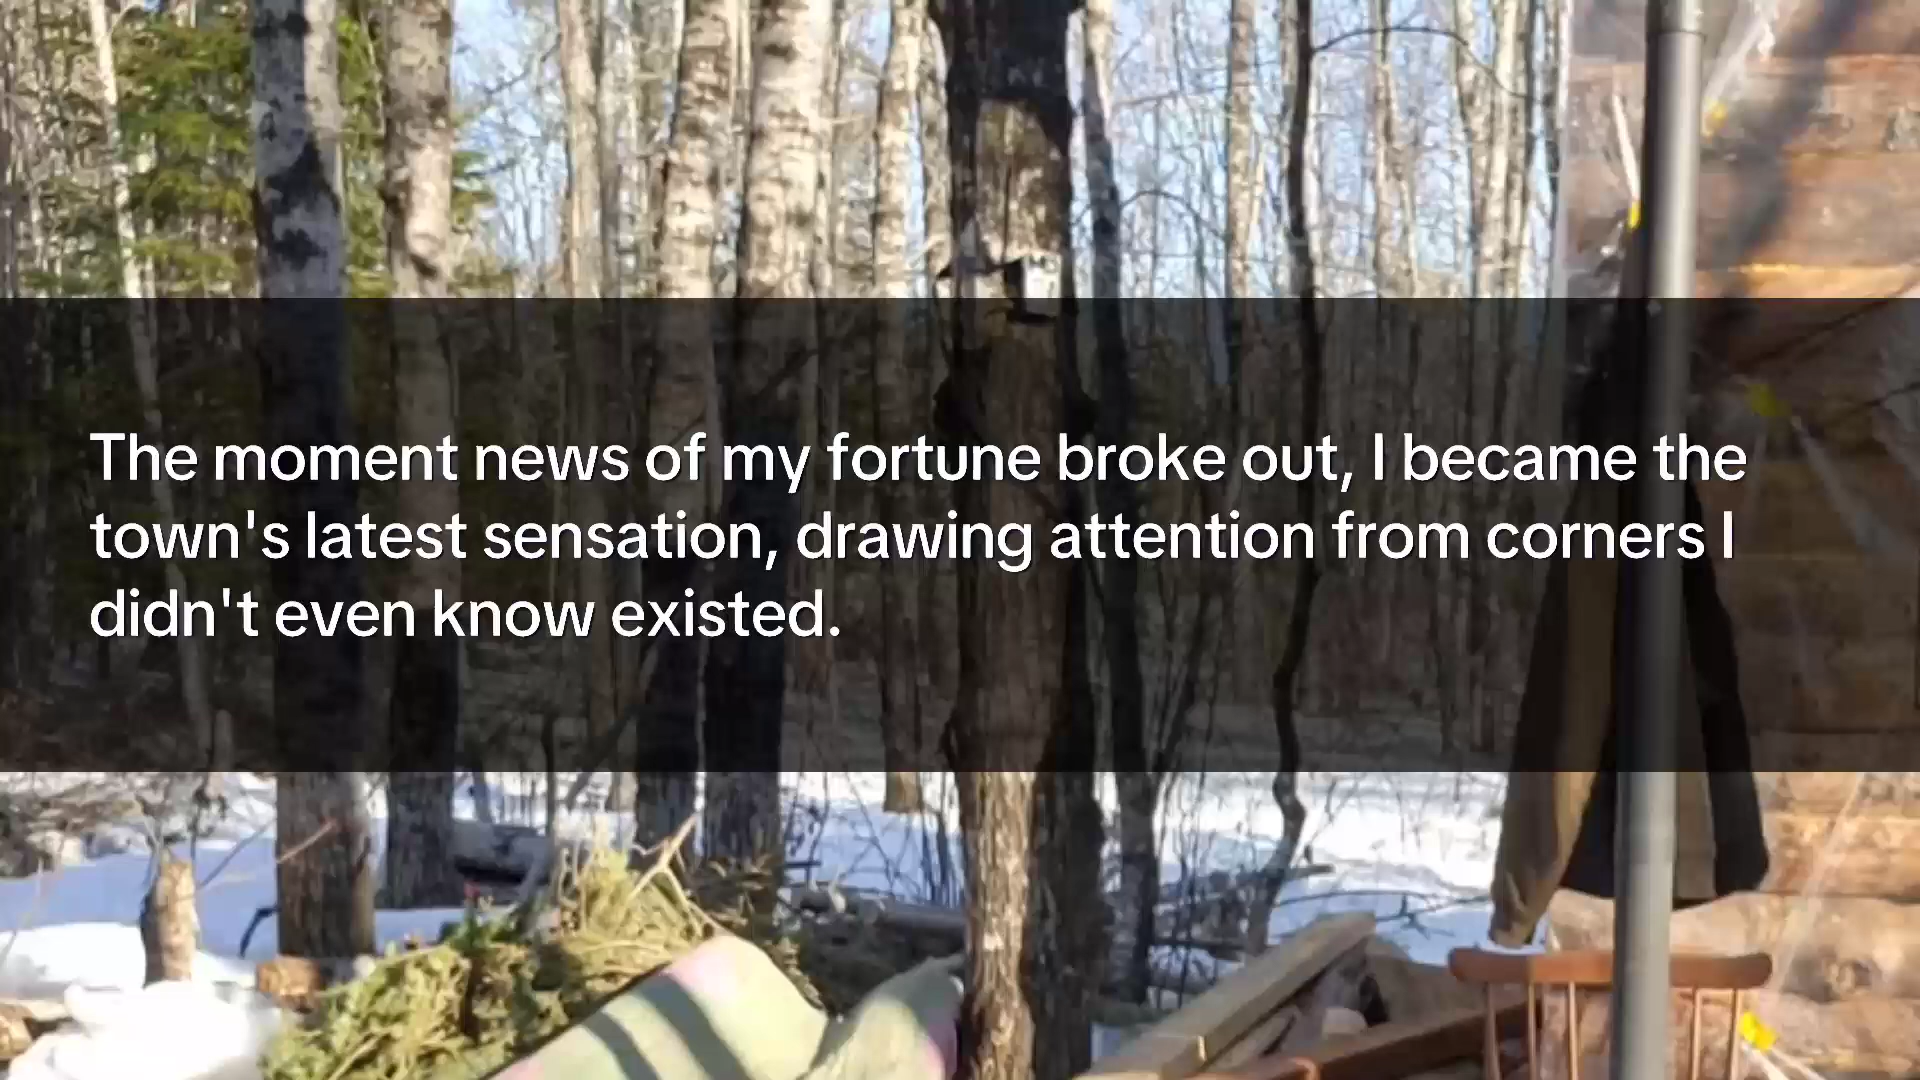 The moment news of my fortune broke out, I became the
town's latest sensation, drawing attention from corners I
didn't even know existed.